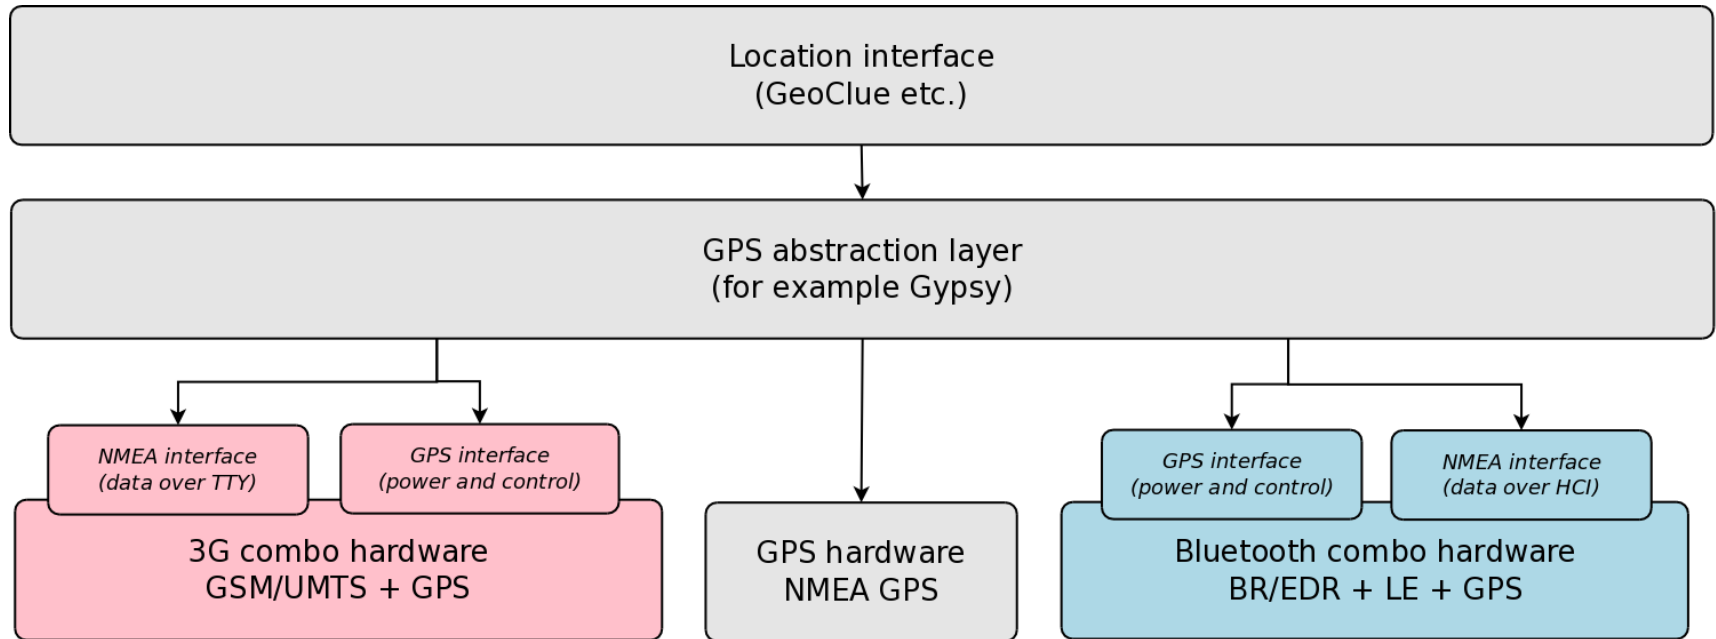 Location interface
(GeoClue etc.)
GPS abstraction layer
(for example Gypsy)
NMEA interface
(data over TTY)
GPS interface
(power and control)
3G combo hardware
GSM/UMTS + GPS
GPS hardware
NMEA GPS
GPS interface
(power and control)
NMEA interface
(data over HCI)
Bluetooth combo hardware
BR/EDR + LE + GPS